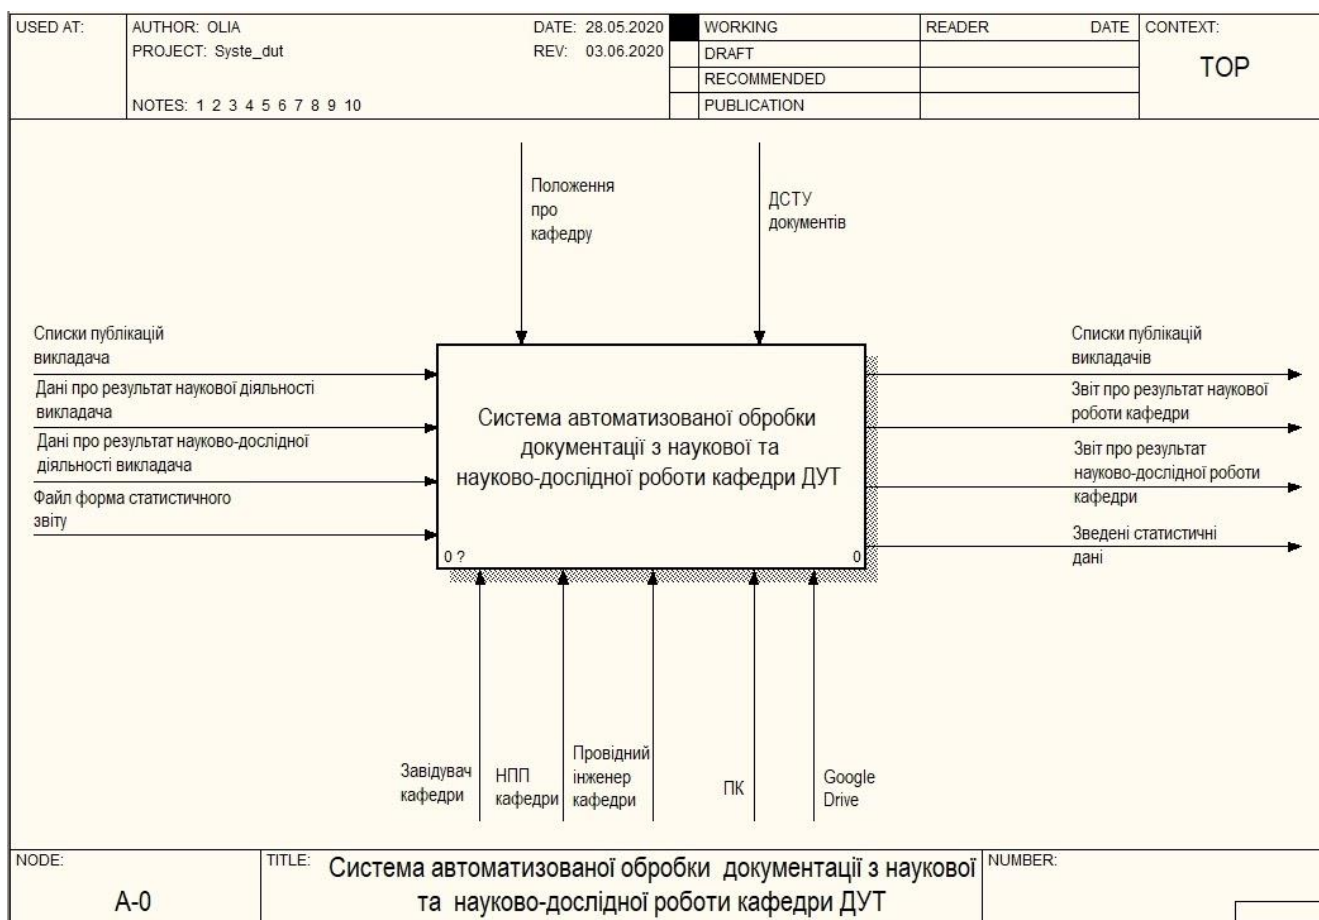 USED AT:
AUTHOR: OLIA
DATE: 28.05.2020
PROJECT: Syste_dut
REV: 03.06.2020
NOTES: 1 2 3 4 5 6 7 8 9 10
WORKING
DRAFT
RECOMMENDED
PUBLICATION
READER
DATE
CONTEXT:
TOP
Положення
про
кафедру
ДСТУ
документів
Списки публікацій
викладача
Дані про результат наукової діяльності
викладача
Дані про результат науково-дослідної
діяльності викладача
Файл форма статистичного
звіту
Система автоматизованої обробки
документації з наукової та
науково-дослідної роботи кафедри ДУТ
0 ?
0
Списки публікацій
викладачів
Звіт про результат наукової
роботи кафедри
Звіт про результат
науково-дослідної роботи
кафедри
Зведені статистичні
дані
Завідувач
кафедри
НПП
кафедри
Провідний
інженер
кафедри
ПК
Google
Drive
NODE:
A-0
TITLE:
Система автоматизованої обробки документації з наукової
та науково-дослідної роботи кафедри ДУТ
NUMBER: